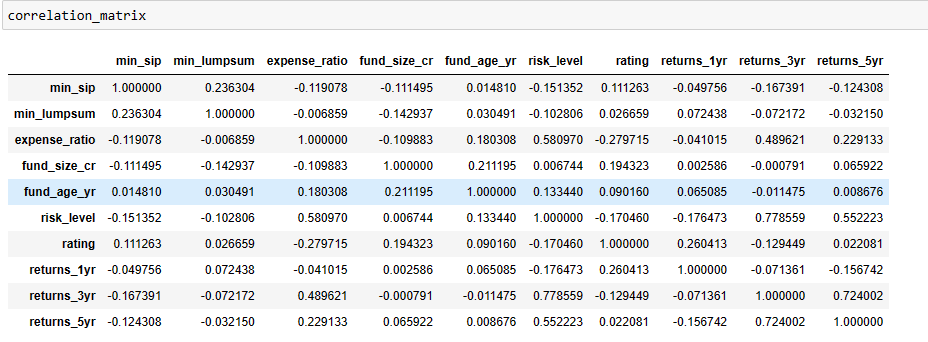 correlation_matrix
min_sip min_lumpsum expense_ratio fund_size_cr fund_age_yr risk_level rating returns_1yr returns_3yr returns_5yr
min_sip 1.000000 0.236304 -0.119078 -0.111495 0.014810 -0.151352 0.111263 -0.049756 -0.167391 -0.124308
min_lumpsum 0.236304 1.000000 -0.006859 -0.142937 0.030491 -0.102806 0.026659 0.072438 -0.072172 -0.032150
expense_ratio -0.119078 -0.006859 1.000000 -0.109883 0.180308 0.580970 -0.279715 -0.041015 0.489621 0.229133
fund_size_cr -0.111495 -0.142937 -0.109883 1.000000 0.211195 0.006744 0.194323 0.002586 -0.000791 0.065922
fund_age_yr 0.014810 0.030491 0.180308 0.211195 1.000000 0.133440 0.090160 0.065085 -0.011475 0.008676
risk_level -0.151352 -0.102806 0.580970 0.006744 0.133440 1.000000 -0.170460 -0.176473 0.778559 0.552223
rating 0.111263 0.026659 -0.279715 0.194323 0.090160 -0.170460 1.000000 0.260413 -0.129449 0.022081
returns_1yr -0.049756 0.072438 -0.041015 0.002586 0.065085 -0.176473 0.260413 1.000000 -0.071361 -0.156742
returns_3yr -0.167391 -0.072172 0.489621 -0.000791 -0.011475 0.778559 -0.129449 -0.071361 1.000000 0.724002
returns_5yr -0.124308 -0.032150 0.229133 0.065922 0.008676 0.552223 0.022081 -0.156742 0.724002 1.000000